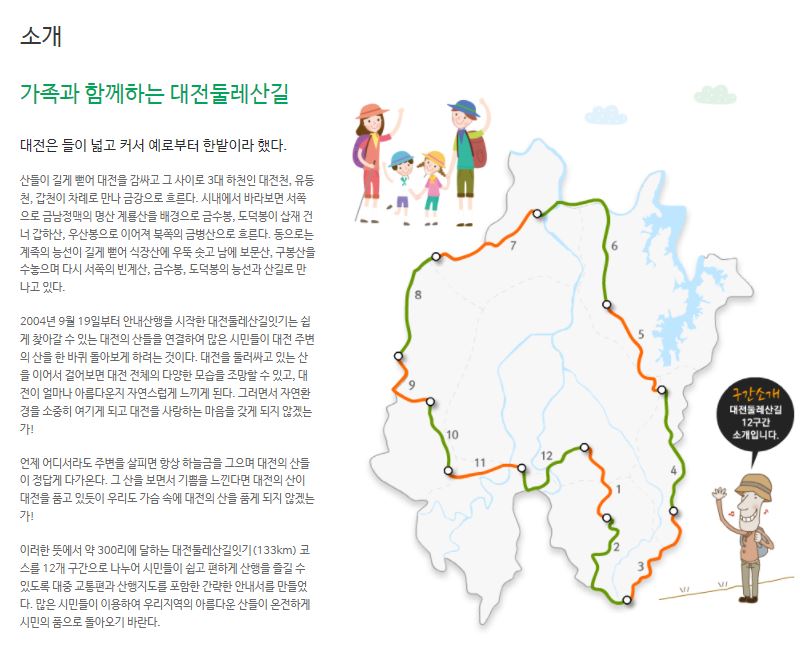 소개
가족과 함께하는 대전둘레산길
대전은 들이 넓고 커서 예로부터 한밭이라 했다.
산들이 길게 뻗어 대전을 감싸고 그 사이로 3대 하천인 대전천, 유등
천, 갑천이 차례로 만나 금강으로 흐른다. 시내에서 바라보면 서쪽
으로 금남정맥의 명산 계룡산을 배경으로 금수봉, 도덕봉이 삽재 건
너 갑하산, 우산봉으로 이어져 북쪽의 금병산으로 흐른다. 동으로는
계족의 능선이 길게 뻗어 식장산에 우뚝 솟고 남에 보문산, 구봉산을
수놓으며 다시 서쪽의 빈계산, 금수봉, 도덕봉의 능선과 산길로 만
나고 있다.
2004년 9월 19일부터 안내산행을 시작한 대전둘레산길잇기는 쉽
게 찾아갈 수 있는 대전의 산들을 연결하여 많은 시민들이 대전 주변
의 산을 한 바퀴 돌아보게 하려는 것이다. 대전을 둘러싸고 있는 산
을 이어서 걸어보면 대전 전체의 다양한 모습을 조망할 수 있고, 대
전이 얼마나 아름다운지 자연스럽게 느끼게 된다. 그러면서 자연환
경을 소중히 여기게 되고 대전을 사랑하는 마음을 갖게 되지 않겠는
가!
언제 어디서라도 주변을 살피면 항상 하늘금을 그으며 대전의 산들
이 정답게 다가온다. 그 산을 보면서 기쁨을 느낀다면 대전의 산이
대전을 품고 있듯이 우리도 가슴 속에 대전의 산을 품게 되지 않겠는
가!
이러한 뜻에서 약 300리에 달하는 대전둘레산길잇기(133km) 코
스를 12개 구간으로 나누어 시민들이 쉽고 편하게 산행을 즐길 수
있도록 대중 교통편과 산행지도를 포함한 간략한 안내서를 만들었
다. 많은 시민들이 이용하여 우리지역의 아름다운 산들이 온전하게
시민의 품으로 돌아오기 바란다.
7
6
8
5
9
10
11
12
4
1
2
3
구간소개
대전둘레산길
12구간
소개입니다.